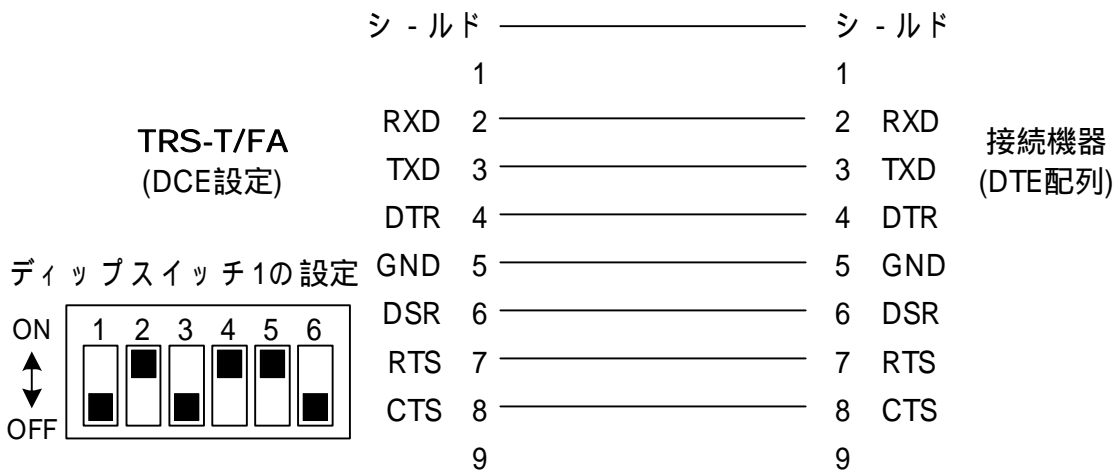 シ-ルド シ-ルド
1 1
RXD 2 2 RXD
TRS-T/FA
(DCE設定)
TXD 3 3 TXD
接続機器
(DTE配列)
DTR 4 4 DTR
ディップスイッチ1の設定
GND 5 5 GND
DSR 6 6 DSR
ON 1 2 3 4 5 6
RTS 7 7 RTS
OFF
CTS 8 8 CTS
9 9